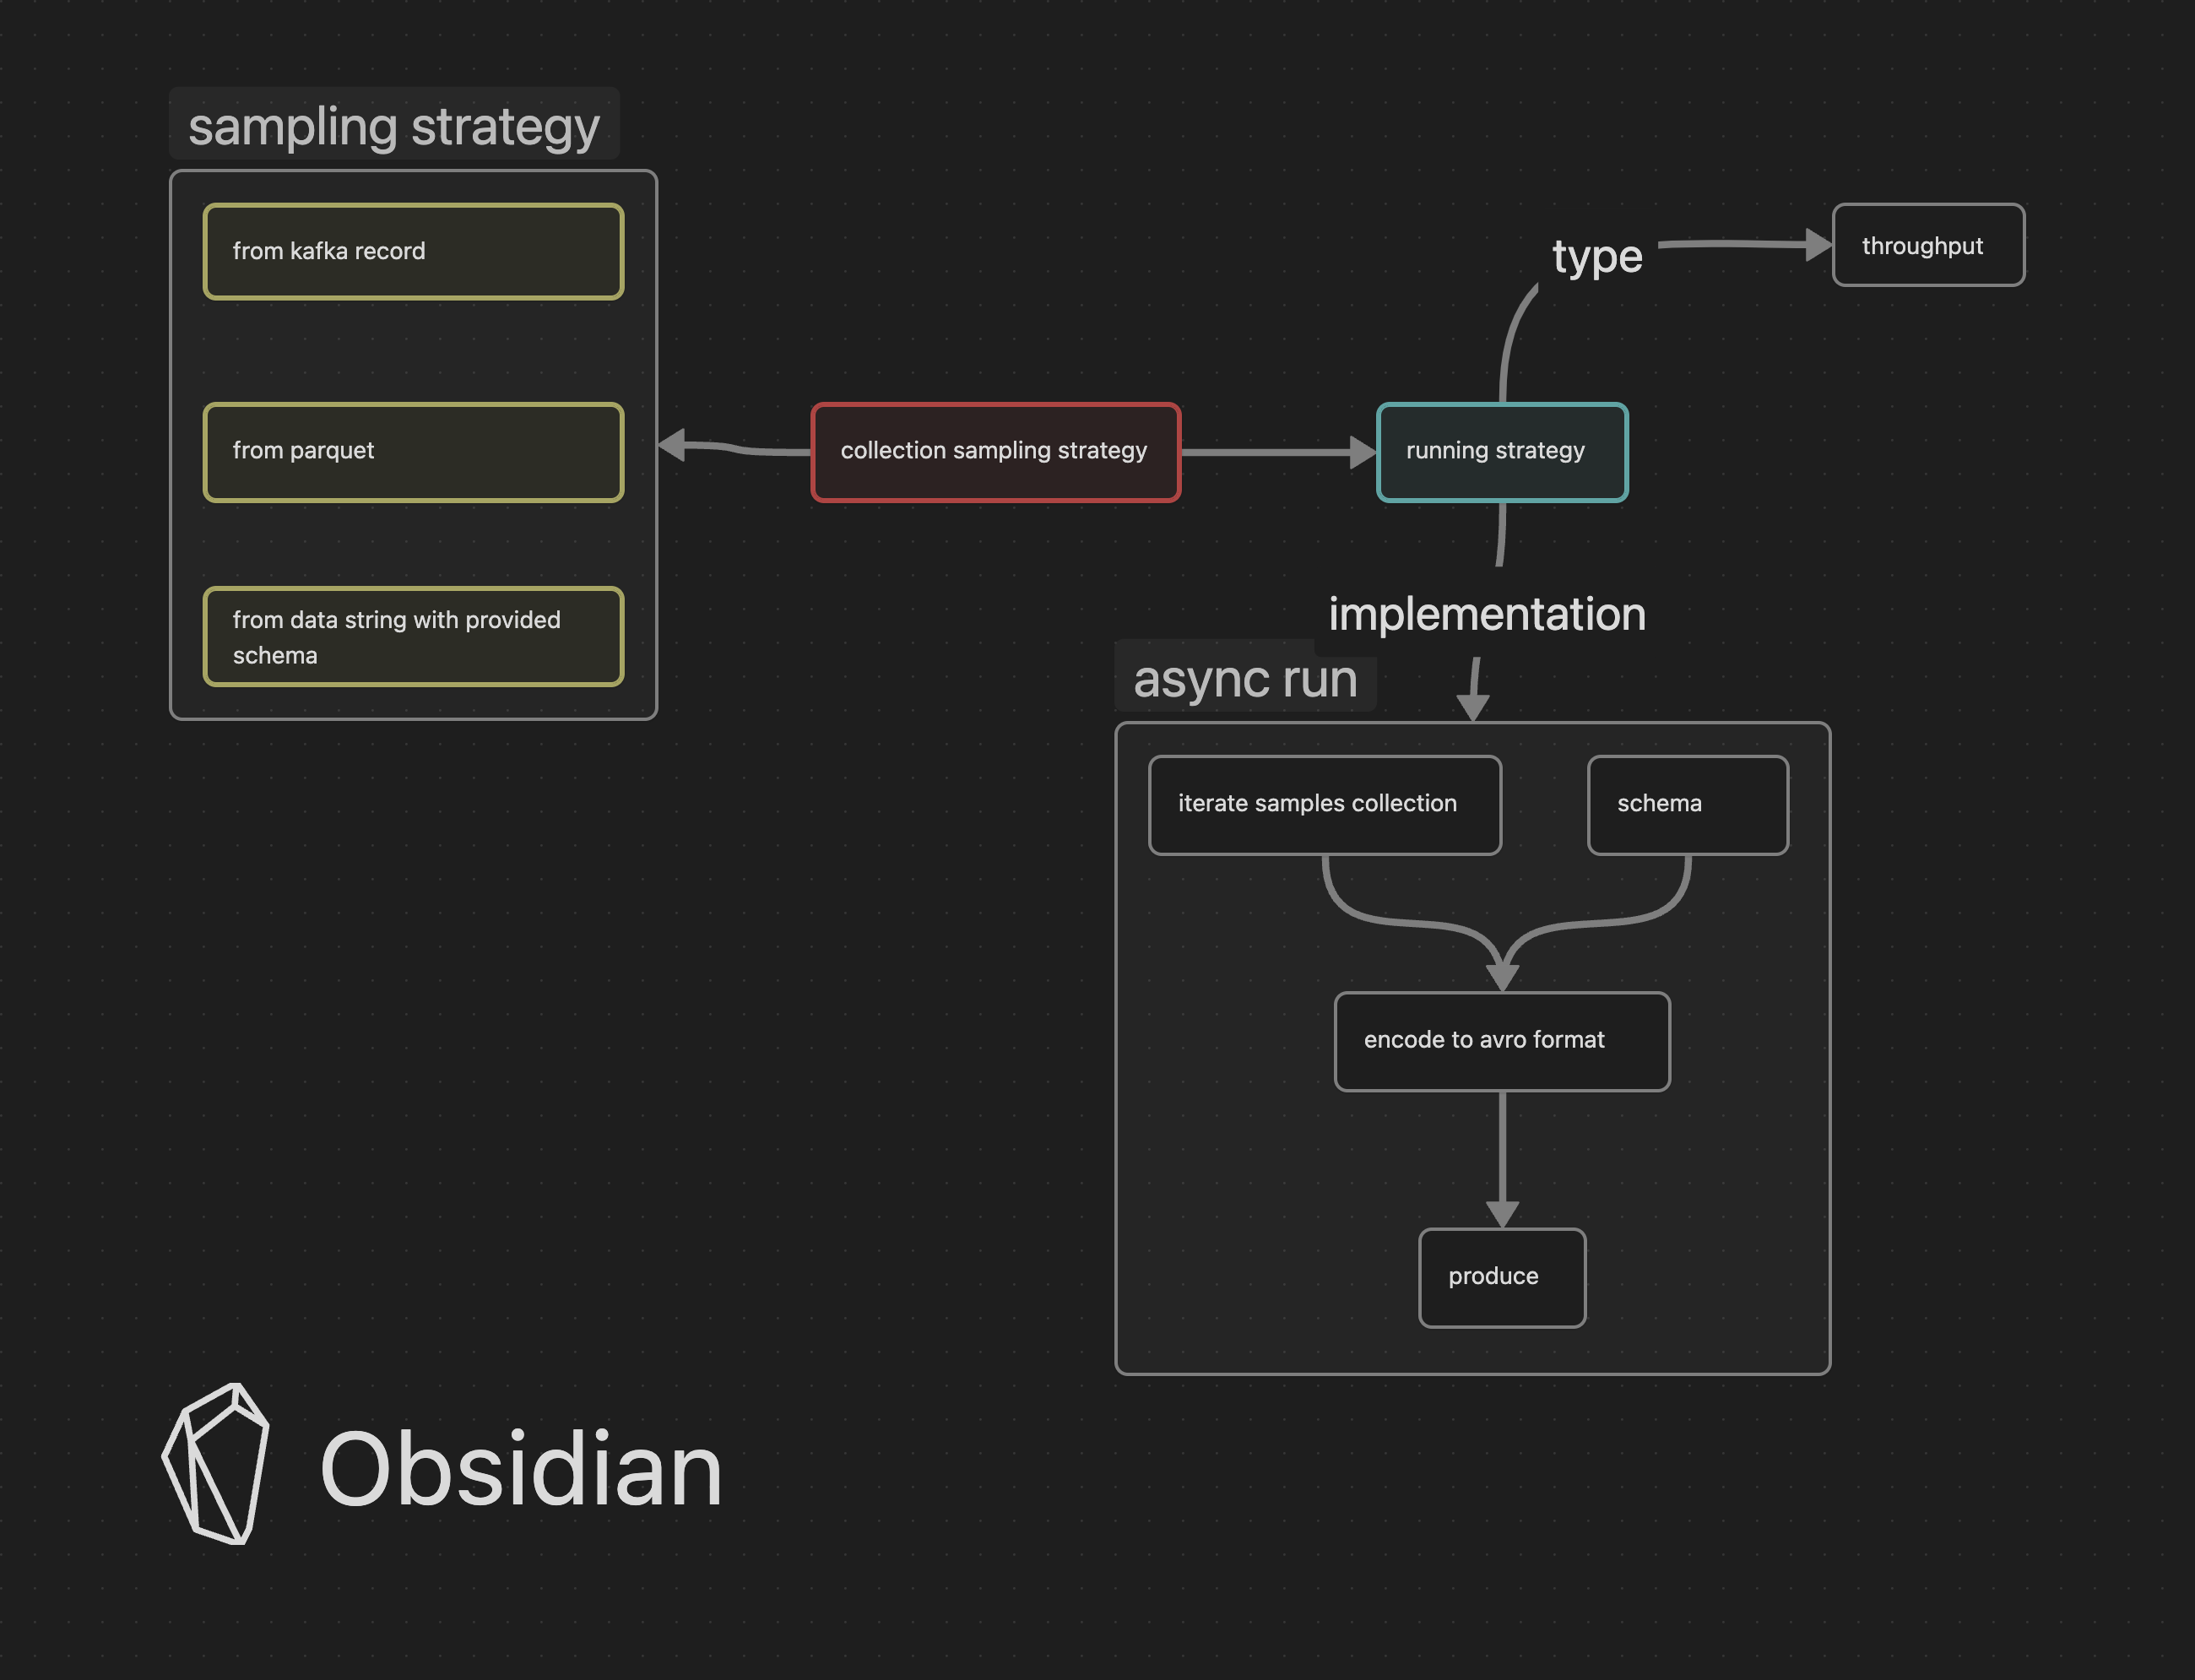 sampling strategy
from kafka record
from parquet
from data string with provided
schema
collection sampling strategy
type
throughput
running strategy
implementation
async run
iterate samples collection
schema
encode to avro format
produce
Obsidian